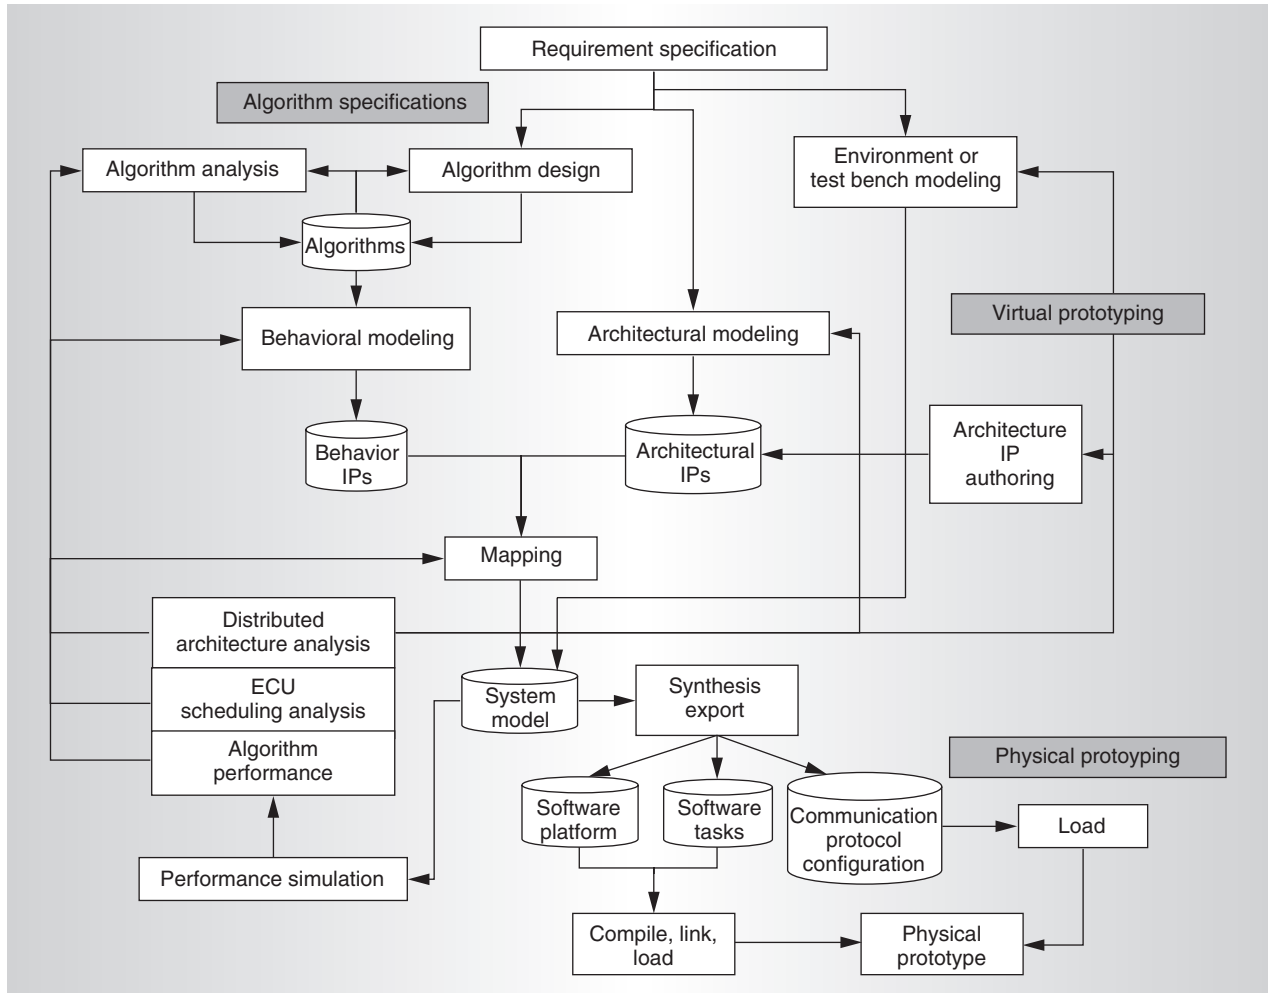 Requirement specification
Algorithm specifications
Algorithm analysis
Algorithm design
Environment or
test bench modeling
Algorithms
Virtual prototyping
Behavioral modeling
Architectural modeling
Behavior
IPs
Architectural
IPs
Architecture
IP
authoring
Mapping
Distributed
architecture analysis
ECU
scheduling analysis
Algorithm
performance
System
model
Synthesis
export
Physical protoyping
Software
platform
Software
tasks
Communication
protocol
configuration
Load
Performance simulation
Compile, link,
load
Physical
prototype